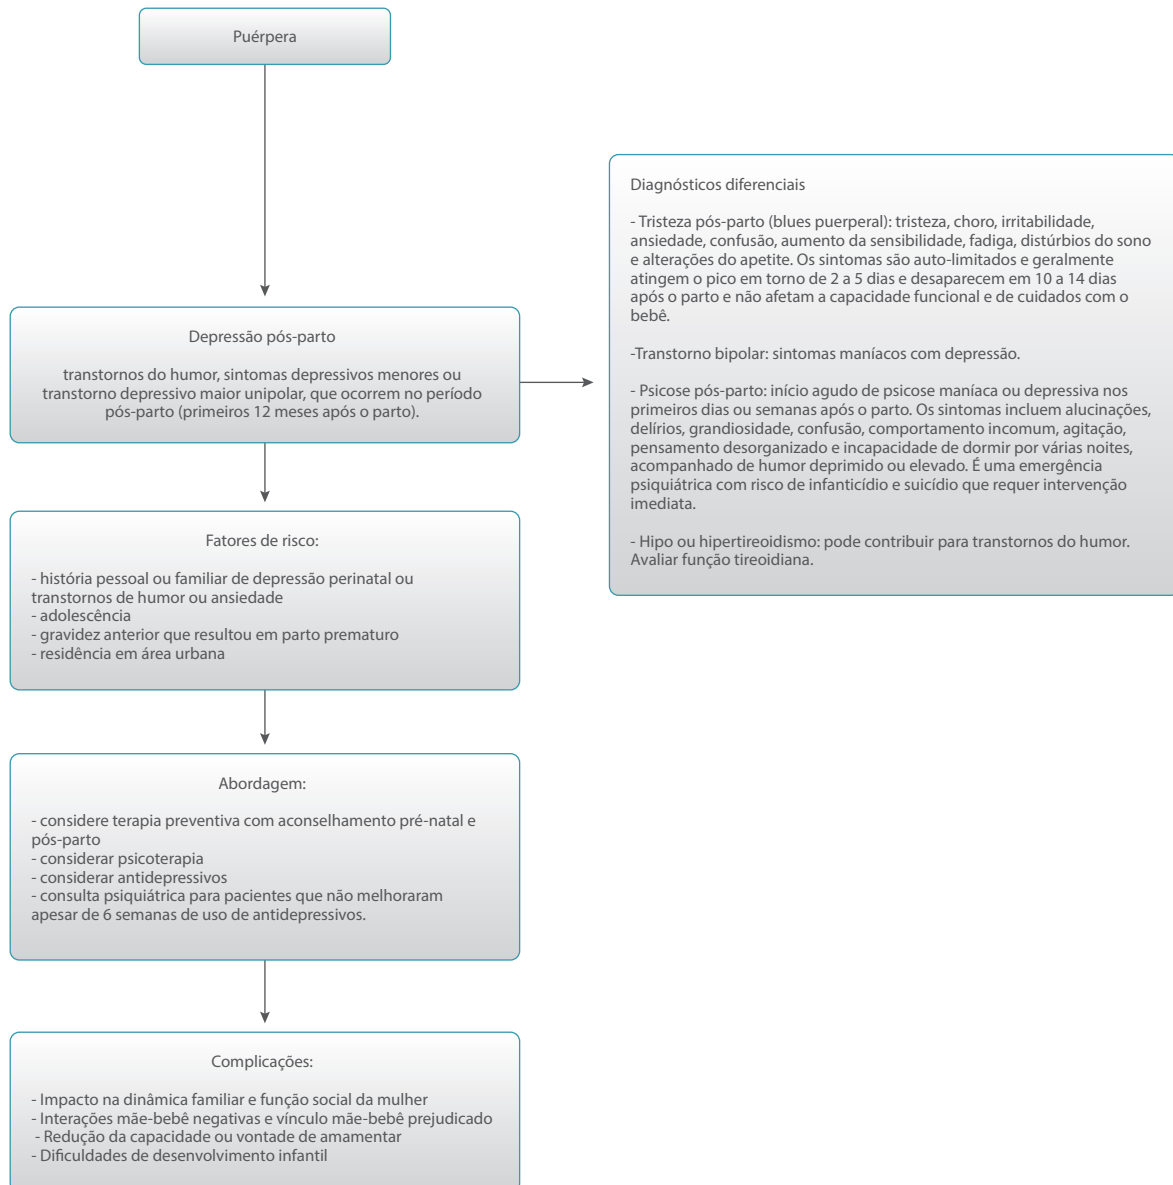 Puérpera
Depressão pós-parto
transtornos do humor, sintomas depressivos menores ou
transtorno depressivo maior unipolar, que ocorrem no período
pós-parto (primeiros 12 meses após o parto).
Diagnósticos diferenciais
- Tristeza pós-parto (blues puerperal): tristeza, choro, irritabilidade,
ansiedade, confusão, aumento da sensibilidade, fadiga, distúrbios do sono
e alterações do apetite. Os sintomas são auto-limitados e geralmente
atingem o pico em torno de 2 a 5 dias e desaparecem em 10 a 14 dias
após o parto e não afetam a capacidade funcional e de cuidados com o
bebê.
-Transtorno bipolar: sintomas maníacos com depressão.
- Psicose pós-parto: início agudo de psicose maníaca ou depressiva nos
primeiros dias ou semanas após o parto. Os sintomas incluem alucinações,
delírios, grandiosidade, confusão, comportamento incomum, agitação,
pensamento desorganizado e incapacidade de dormir por várias noites,
acompanhado de humor deprimido ou elevado. É uma emergência
psiquiátrica com risco de infanticídio e suicídio que requer intervenção
imediata.
- Hipo ou hipertireoidismo: pode contribuir para transtornos do humor.
Avaliar função tireoidiana.
Fatores de risco:
- história pessoal ou familiar de depressão perinatal ou
transtornos de humor ou ansiedade
- adolescência
- gravidez anterior que resultou em parto prematuro
- residência em área urbana
Abordagem:
- considere terapia preventiva com aconselhamento pré-natal e
pós-parto
- considerar psicoterapia
- considerar antidepressivos
- consulta psiquiátrica para pacientes que não melhoraram
apesar de 6 semanas de uso de antidepressivos.
Complicações:
- Impacto na dinâmica familiar e função social da mulher
- Interações mãe-bebê negativas e vínculo mãe-bebê prejudicado
- Redução da capacidade ou vontade de amamentar
- Dificuldades de desenvolvimento infantil